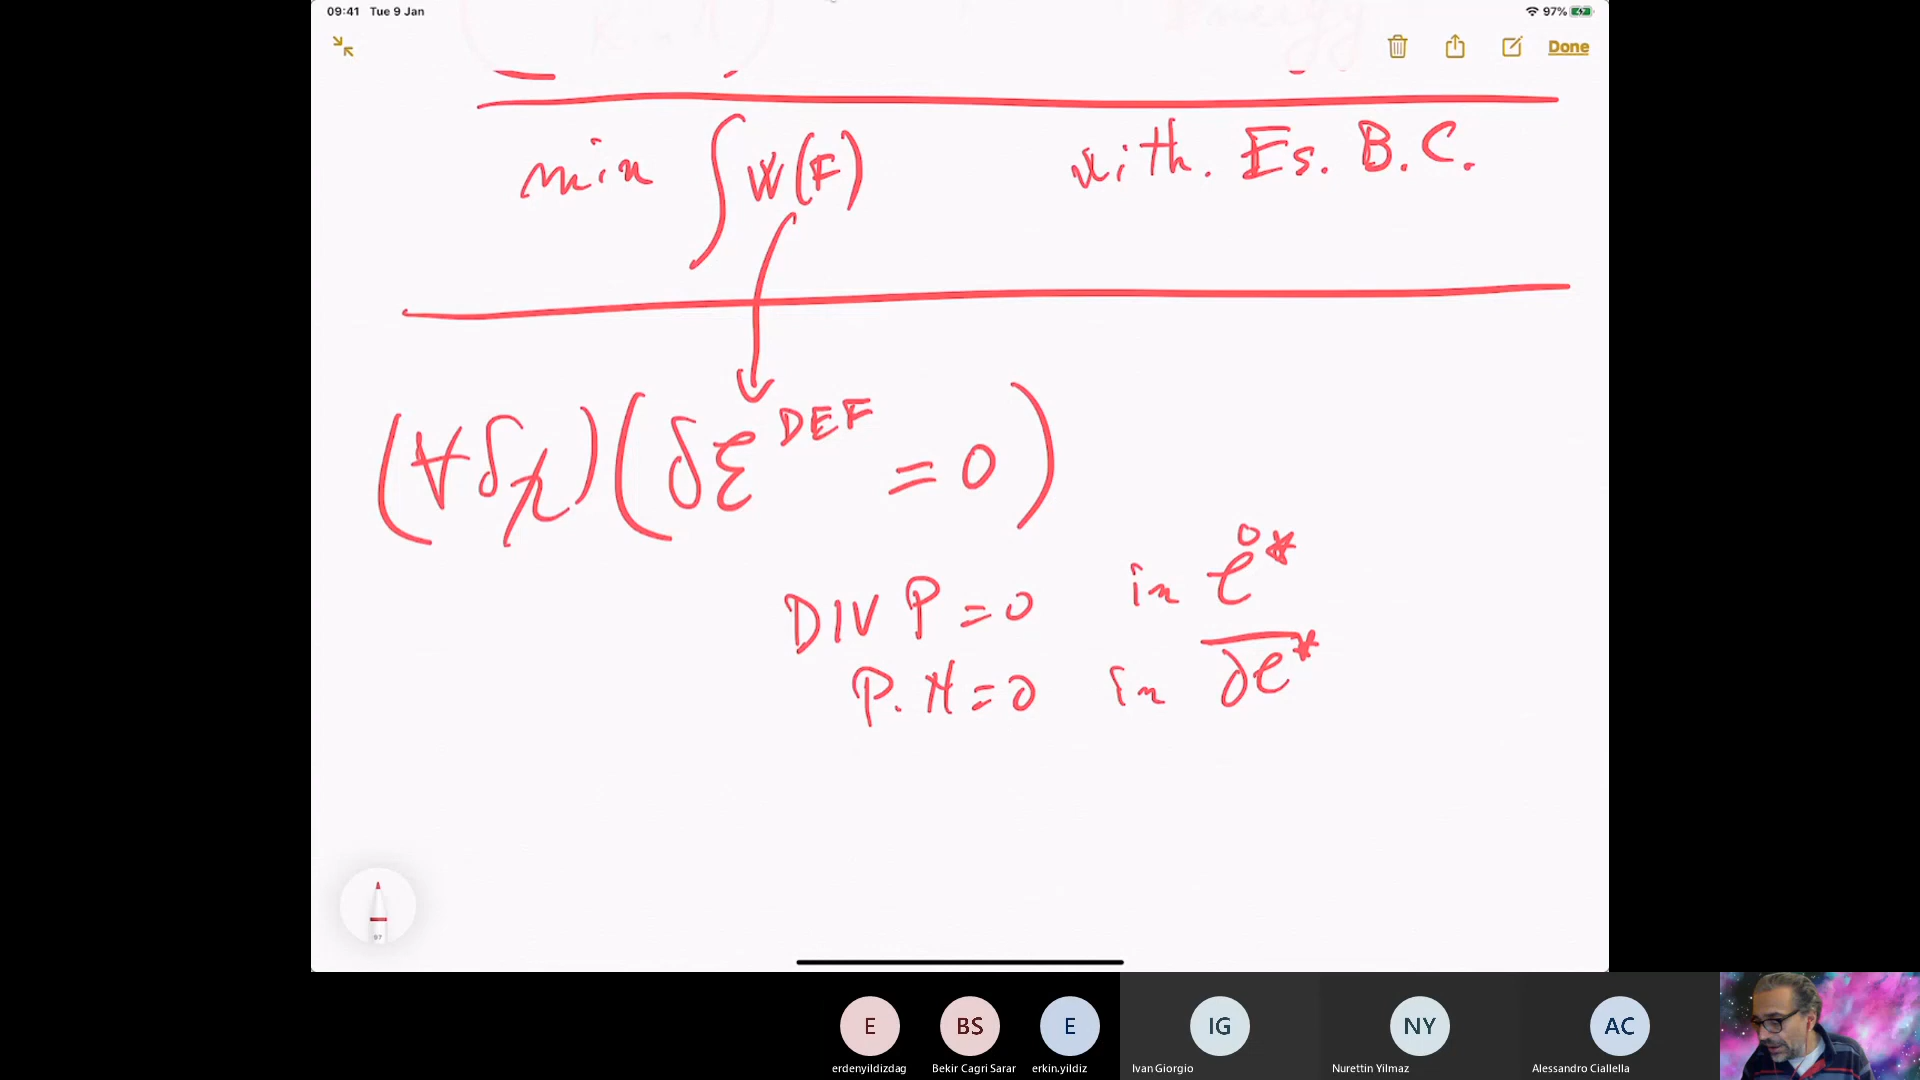 09:41 Tue 9 Jan
97%
Done
min ∫ W(F) with. Es. B.C.
(∀δχ)(δℰ^DEF = 0)
DIV P = 0 in C̊*
P. N = 0 in ∂C*
97
E BS E IG NY AC
erdenyildizdag Bekir Cagri Sarar erkin.yildiz Ivan Giorgio Nurettin Yilmaz Alessandro Ciallella